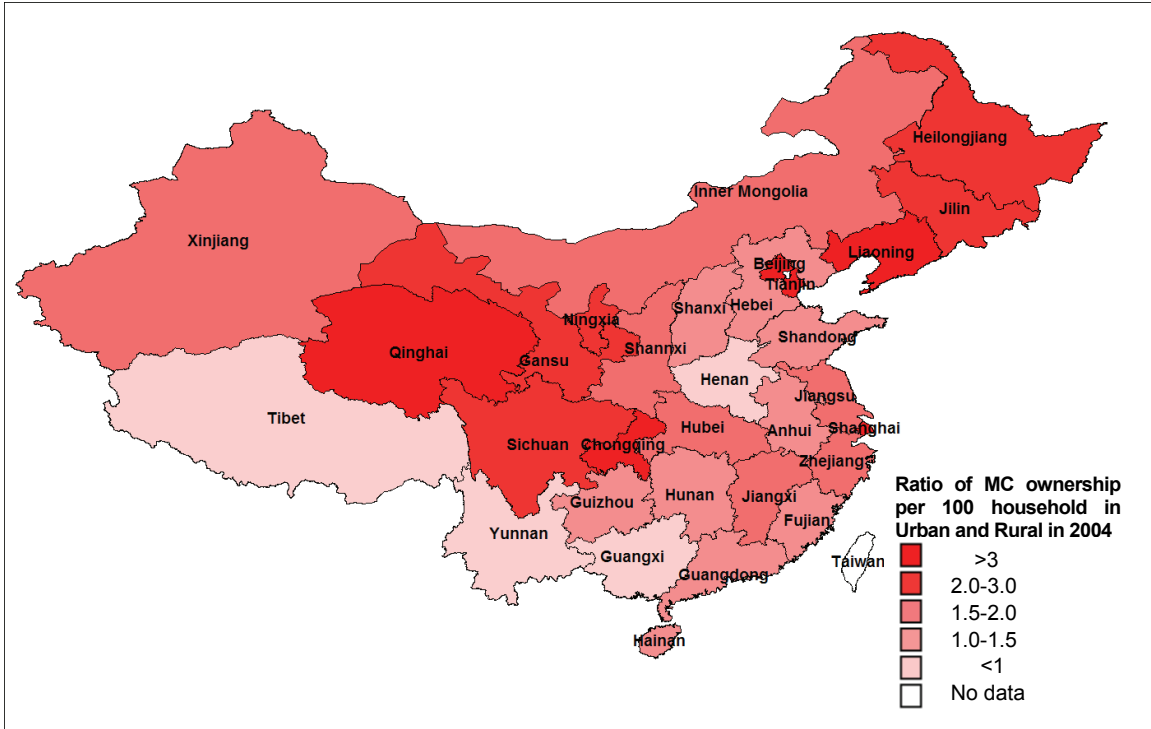 Heilongjiang
Jilin
Inner Mongolia
Xinjiang
Liaoning
Beijing
Tianlin
Shanxi
Hebei
Ningxia
Shandong
Shannxi
Qinghai
Gansu
Henan
Jiangsu
Tibet
Hubei
Anhui
Shanghai
Sichuan
Chongqing
Zhejiang
Guizhou
Hunan
Jiangxi
Fujian
Yunnan
Guangxi
Guangdong
Taiwan
Hainan
Ratio of MC ownership
per 100 household in
Urban and Rural in 2004
>3
2.0-3.0
1.5-2.0
1.0-1.5
<1
No data